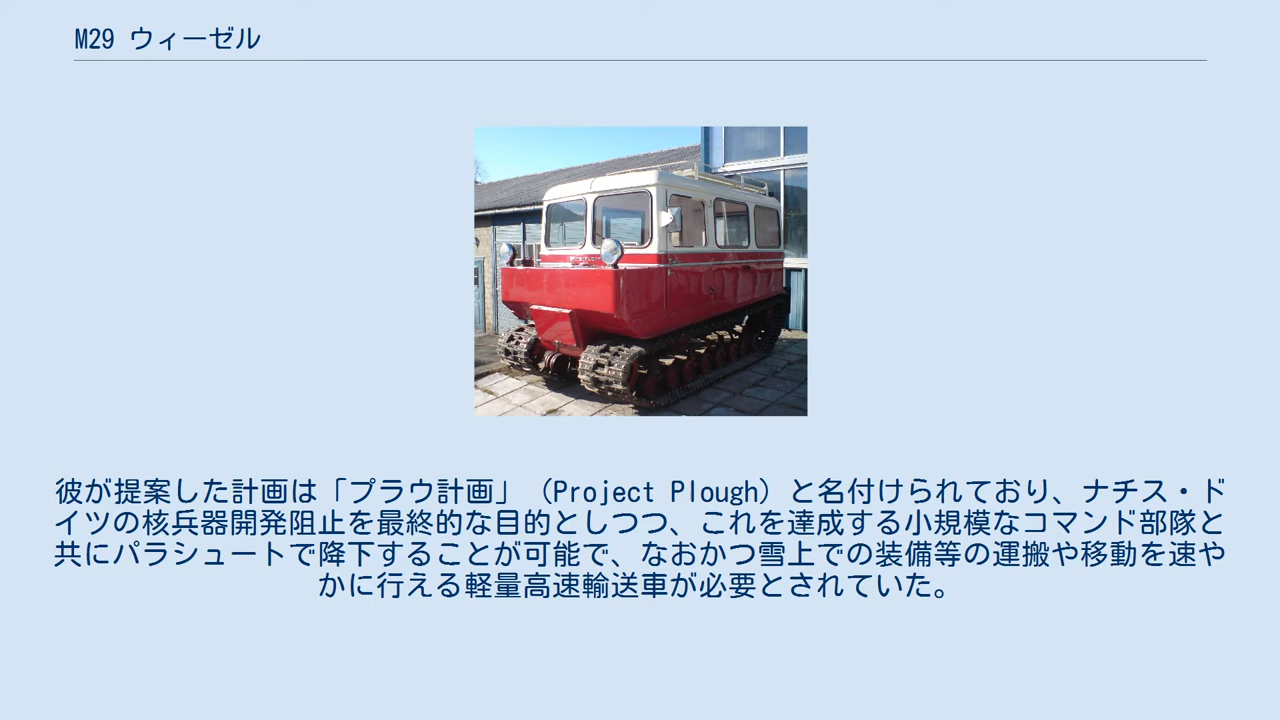 M29 ウィーゼル
彼が提案した計画は「プラウ計画」（Project Plough）と名付けられており、ナチス・ド
イツの核兵器開発阻止を最終的な目的としつつ、これを達成する小規模なコマンド部隊と
共にパラシュートで降下することが可能で、なおかつ雪上での装備等の運搬や移動を速や
かに行える軽量高速輸送車が必要とされていた。